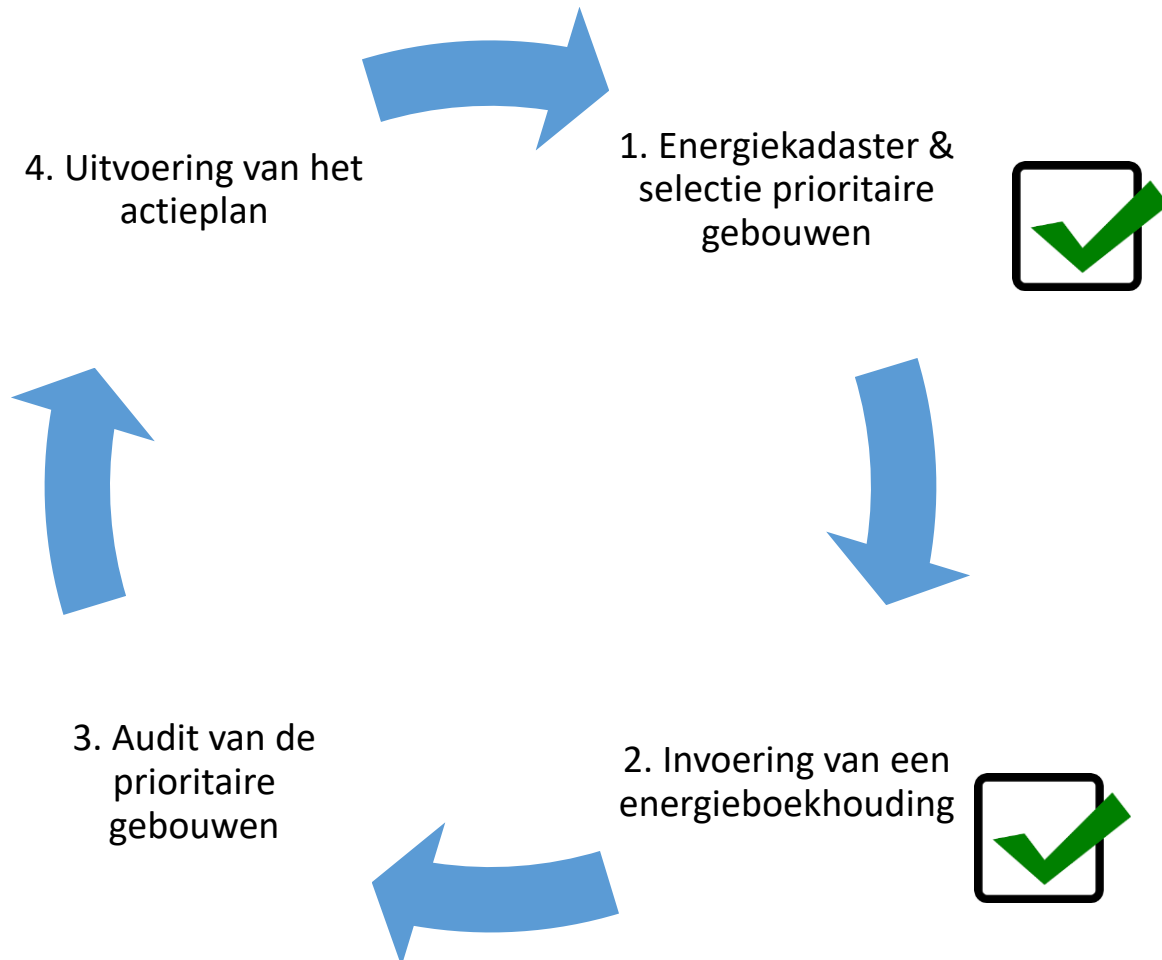 1. Energiekadaster &
selectie prioritaire
gebouwen
2. Invoering van een
energieboekhouding
3. Audit van de
prioritaire
gebouwen
4. Uitvoering van het
actieplan